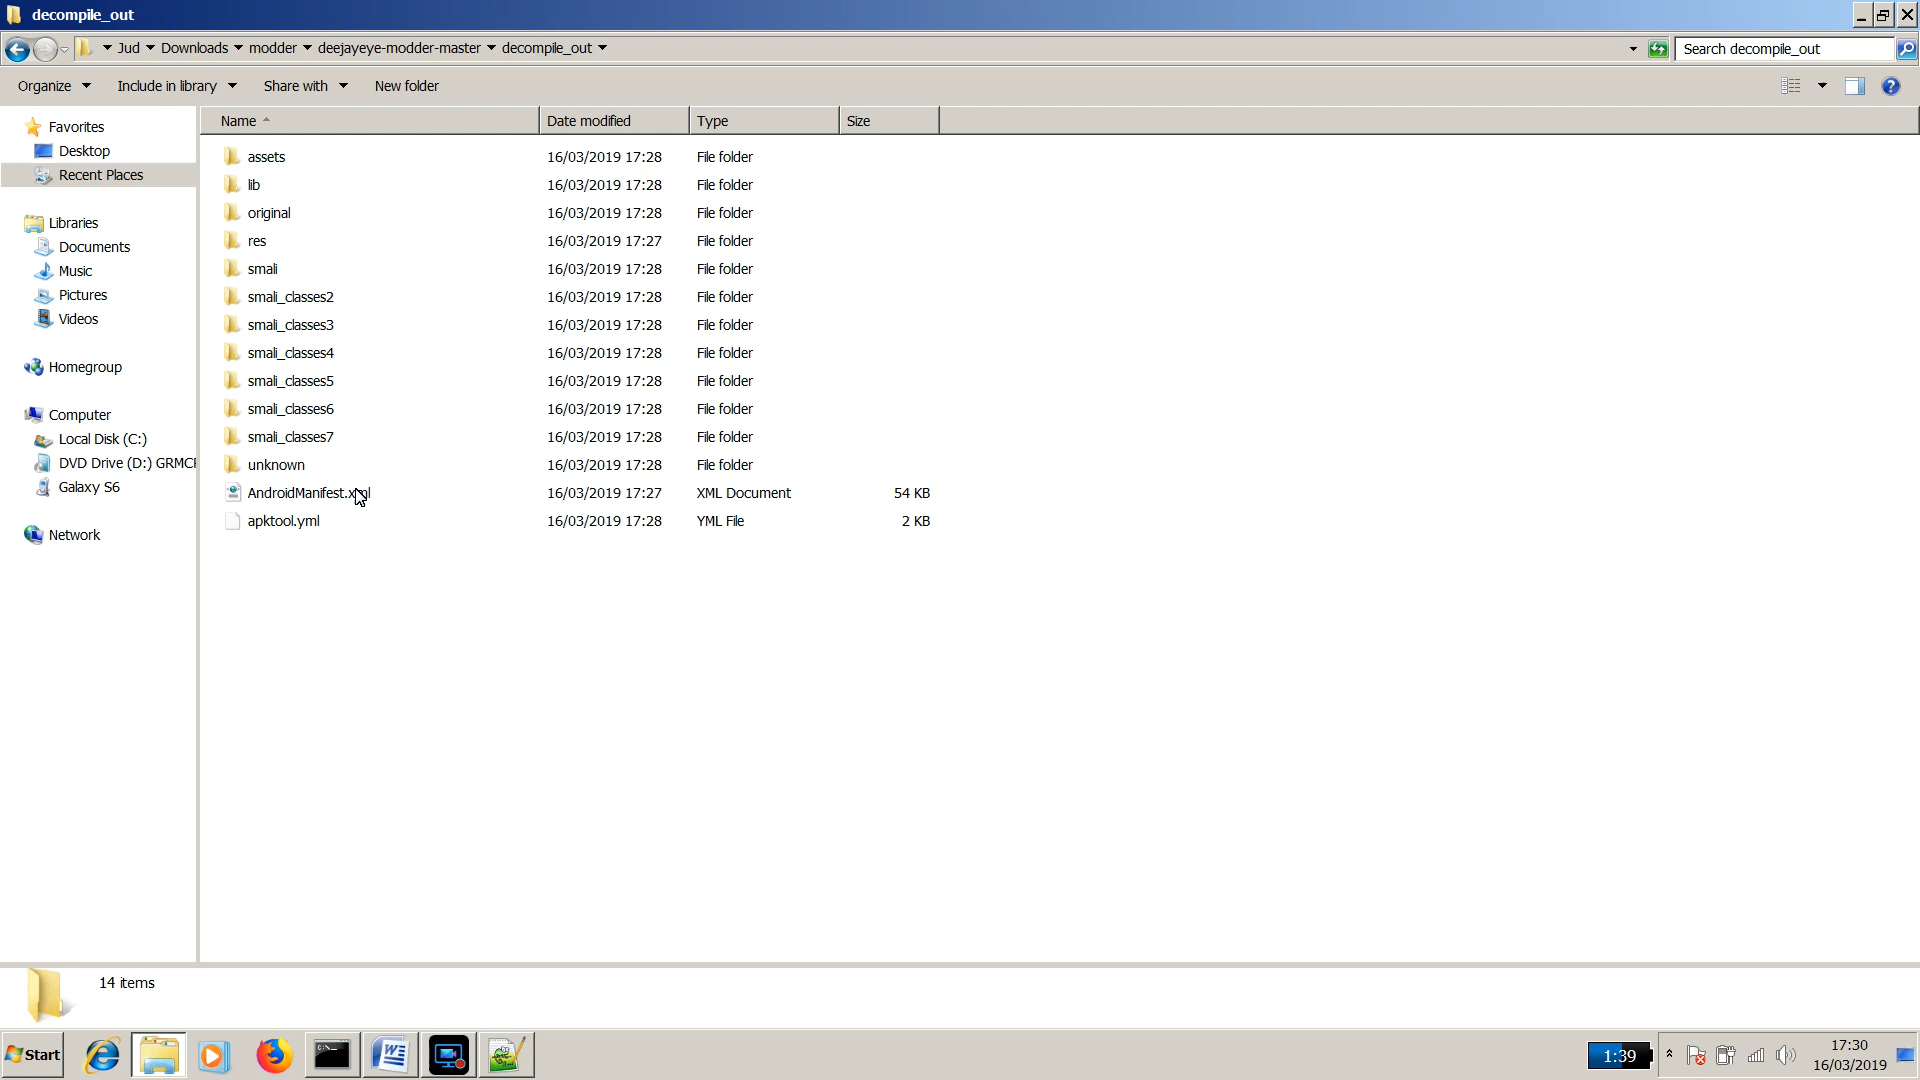 decompile_out
Jud Downloads modder deejayeye-modder-master decompile_out
Search decompile_out
Organize Include in library Share with New folder
Name Date modified Type Size
Favorites
Desktop
Recent Places
Libraries
Documents
Music
Pictures
Videos
Homegroup
Computer
Local Disk (C:)
DVD Drive (D:) GRMCF
Galaxy S6
Network
assets 16/03/2019 17:28 File folder
lib 16/03/2019 17:28 File folder
original 16/03/2019 17:28 File folder
res 16/03/2019 17:27 File folder
smali 16/03/2019 17:28 File folder
smali_classes2 16/03/2019 17:28 File folder
smali_classes3 16/03/2019 17:28 File folder
smali_classes4 16/03/2019 17:28 File folder
smali_classes5 16/03/2019 17:28 File folder
smali_classes6 16/03/2019 17:28 File folder
smali_classes7 16/03/2019 17:28 File folder
unknown 16/03/2019 17:28 File folder
AndroidManifest.xml 16/03/2019 17:27 XML Document 54 KB
apktool.yml 16/03/2019 17:28 YML File 2 KB
14 items
Start
1:39
17:30
16/03/2019